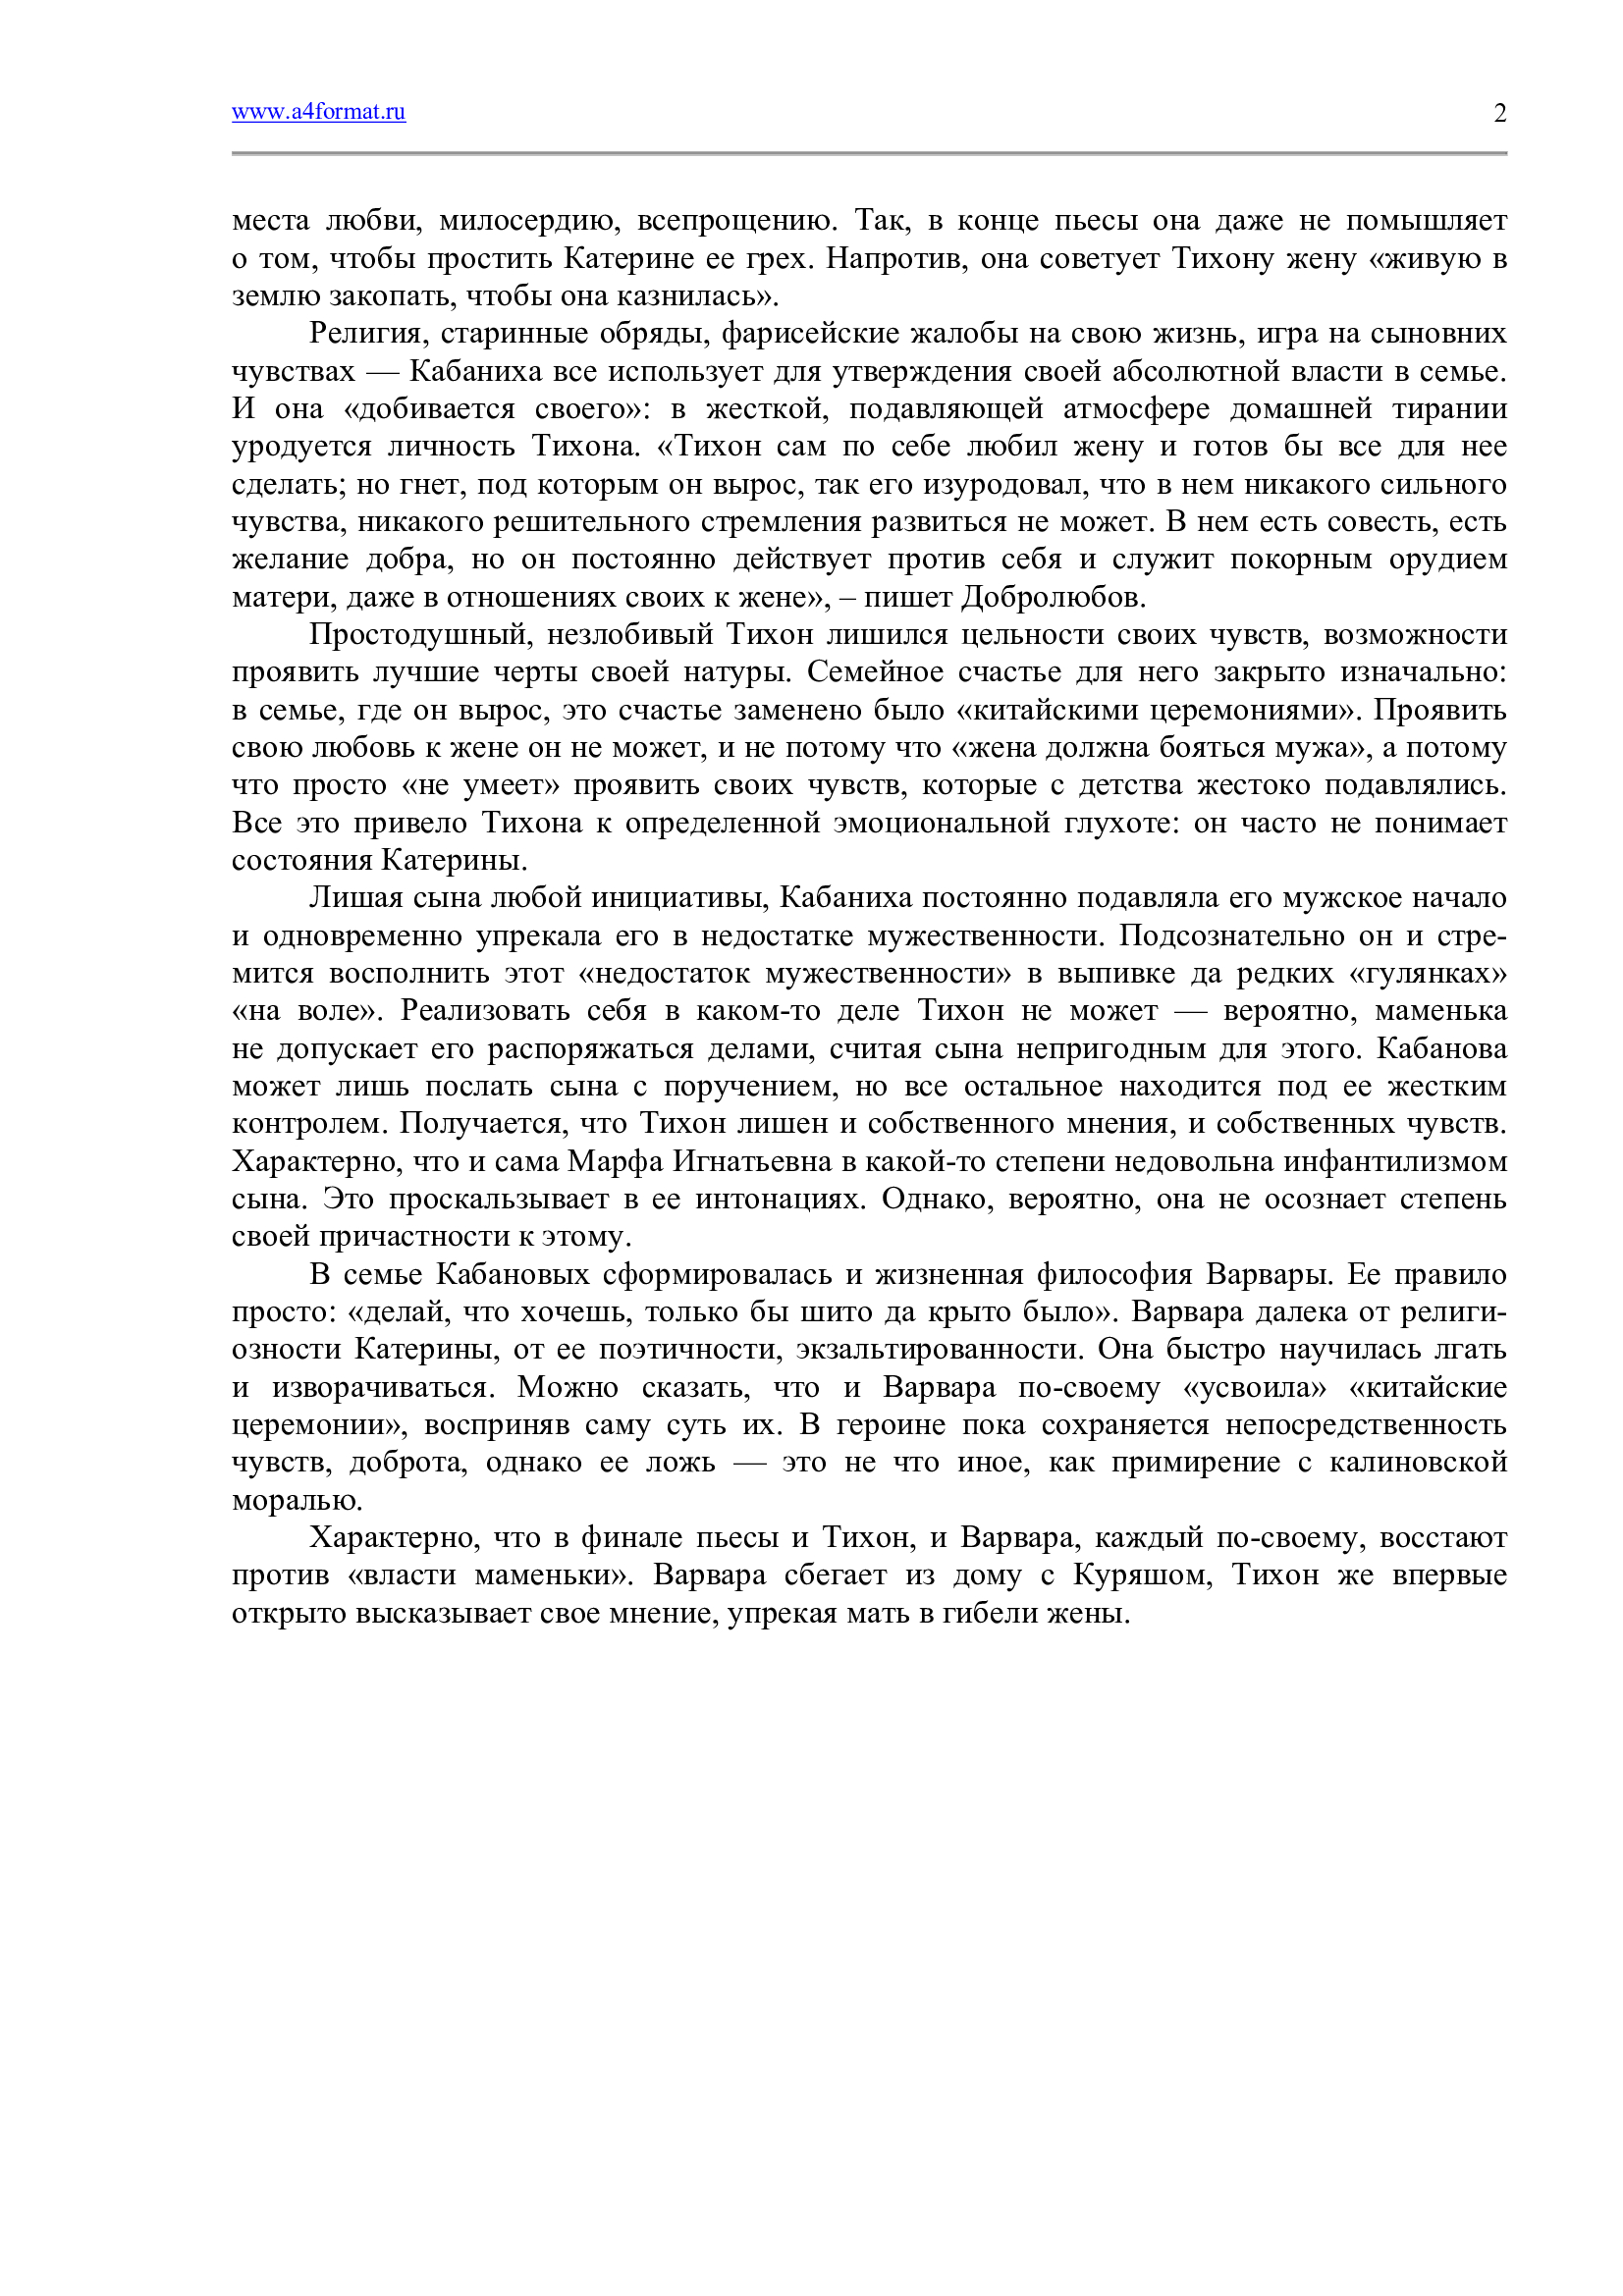 www.a4format.ru 2
места любви, милосердию, всепрощению. Так, в конце пьесы она даже не помышляет
о том, чтобы простить Катерине ее грех. Напротив, она советует Тихону жену «живую в
землю закопать, чтобы она казнилась».
Религия, старинные обряды, фарисейские жалобы на свою жизнь, игра на сыновних
чувствах — Кабаниха все использует для утверждения своей абсолютной власти в семье.
И она «добивается своего»: в жесткой, подавляющей атмосфере домашней тирании
уродуется личность Тихона. «Тихон сам по себе любил жену и готов бы все для нее
сделать; но гнет, под которым он вырос, так его изуродовал, что в нем никакого сильного
чувства, никакого решительного стремления развиться не может. В нем есть совесть, есть
желание добра, но он постоянно действует против себя и служит покорным орудием
матери, даже в отношениях своих к жене», – пишет Добролюбов.
Простодушный, незлобивый Тихон лишился цельности своих чувств, возможности
проявить лучшие черты своей натуры. Семейное счастье для него закрыто изначально:
в семье, где он вырос, это счастье заменено было «китайскими церемониями». Проявить
свою любовь к жене он не может, и не потому что «жена должна бояться мужа», а потому
что просто «не умеет» проявить своих чувств, которые с детства жестоко подавлялись.
Все это привело Тихона к определенной эмоциональной глухоте: он часто не понимает
состояния Катерины.
Лишая сына любой инициативы, Кабаниха постоянно подавляла его мужское начало
и одновременно упрекала его в недостатке мужественности. Подсознательно он и стре-
мится восполнить этот «недостаток мужественности» в выпивке да редких «гулянках»
«на воле». Реализовать себя в каком-то деле Тихон не может — вероятно, маменька
не допускает его распоряжаться делами, считая сына непригодным для этого. Кабанова
может лишь послать сына с поручением, но все остальное находится под ее жестким
контролем. Получается, что Тихон лишен и собственного мнения, и собственных чувств.
Характерно, что и сама Марфа Игнатьевна в какой-то степени недовольна инфантилизмом
сына. Это проскальзывает в ее интонациях. Однако, вероятно, она не осознает степень
своей причастности к этому.
В семье Кабановых сформировалась и жизненная философия Варвары. Ее правило
просто: «делай, что хочешь, только бы шито да крыто было». Варвара далека от религи-
озности Катерины, от ее поэтичности, экзальтированности. Она быстро научилась лгать
и изворачиваться. Можно сказать, что и Варвара по-своему «усвоила» «китайские
церемонии», восприняв саму суть их. В героине пока сохраняется непосредственность
чувств, доброта, однако ее ложь — это не что иное, как примирение с калиновской
моралью.
Характерно, что в финале пьесы и Тихон, и Варвара, каждый по-своему, восстают
против «власти маменьки». Варвара сбегает из дому с Куряшом, Тихон же впервые
открыто высказывает свое мнение, упрекая мать в гибели жены.